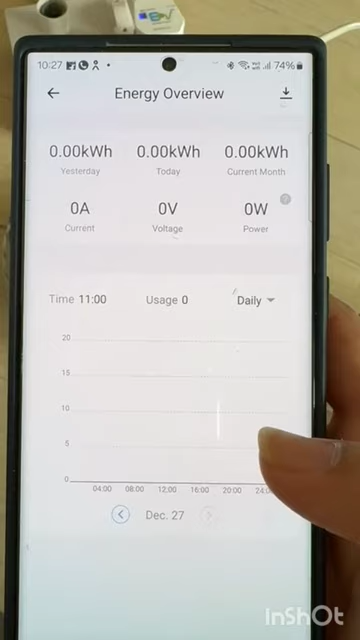 10:27 74%
Energy Overview
0.00kWh 0.00kWh 0.00kWh
Yesterday Today Current Month
0A 0V 0W ?
Current Voltage Power
Time 11:00 Usage 0 Daily
20
15
10
5
0
04:00 08:00 12:00 16:00 20:00 24:
Dec. 27
InShOt